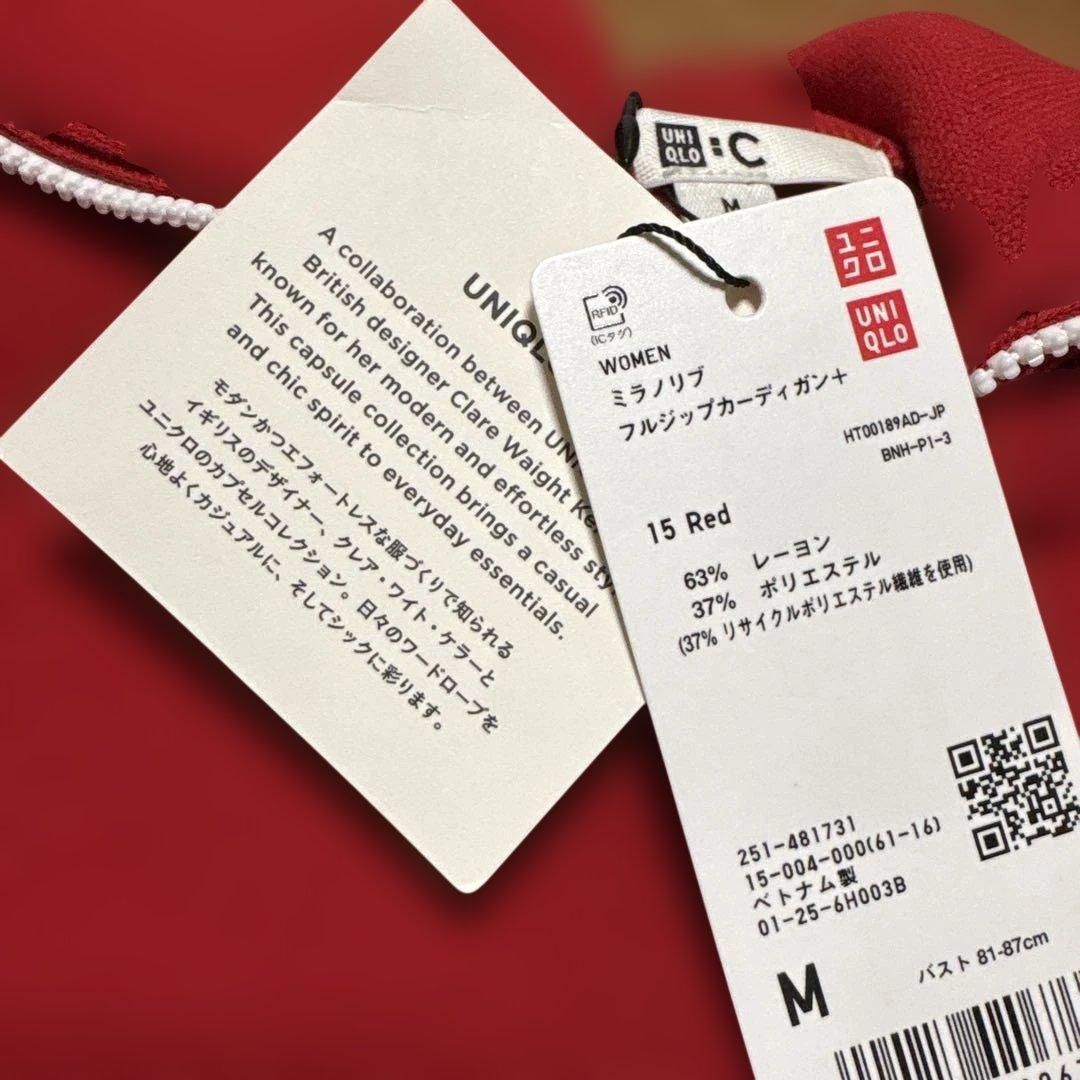 UNIQLO
A collaboration between UNI
British designer Clare Waight Ke
known for her modern and effortless sty
This capsule collection brings a casual
and chic spirit to everyday essentials.
モダンかつエフォートレスな服づくりで知られる
イギリスのデザイナー、クレア・ワイト・ケラーと
ユニクロのカプセルコレクション。日々のワードローブを
心地よくカジュアルに、そしてシックに彩ります。
UNI
QLO
:C
M
ユニ
クロ
UNI
QLO
RFID
(ICタグ)
WOMEN
ミラノリブ
フルジップカーディガン+
HT00189AD-JP
BNH-P1-3
15 Red
63% レーヨン
37% ポリエステル
(37% リサイクルポリエステル繊維を使用)
251-481731
15-004-000(61-16)
ベトナム製
01-25-6H003B
M
バスト 81-87cm